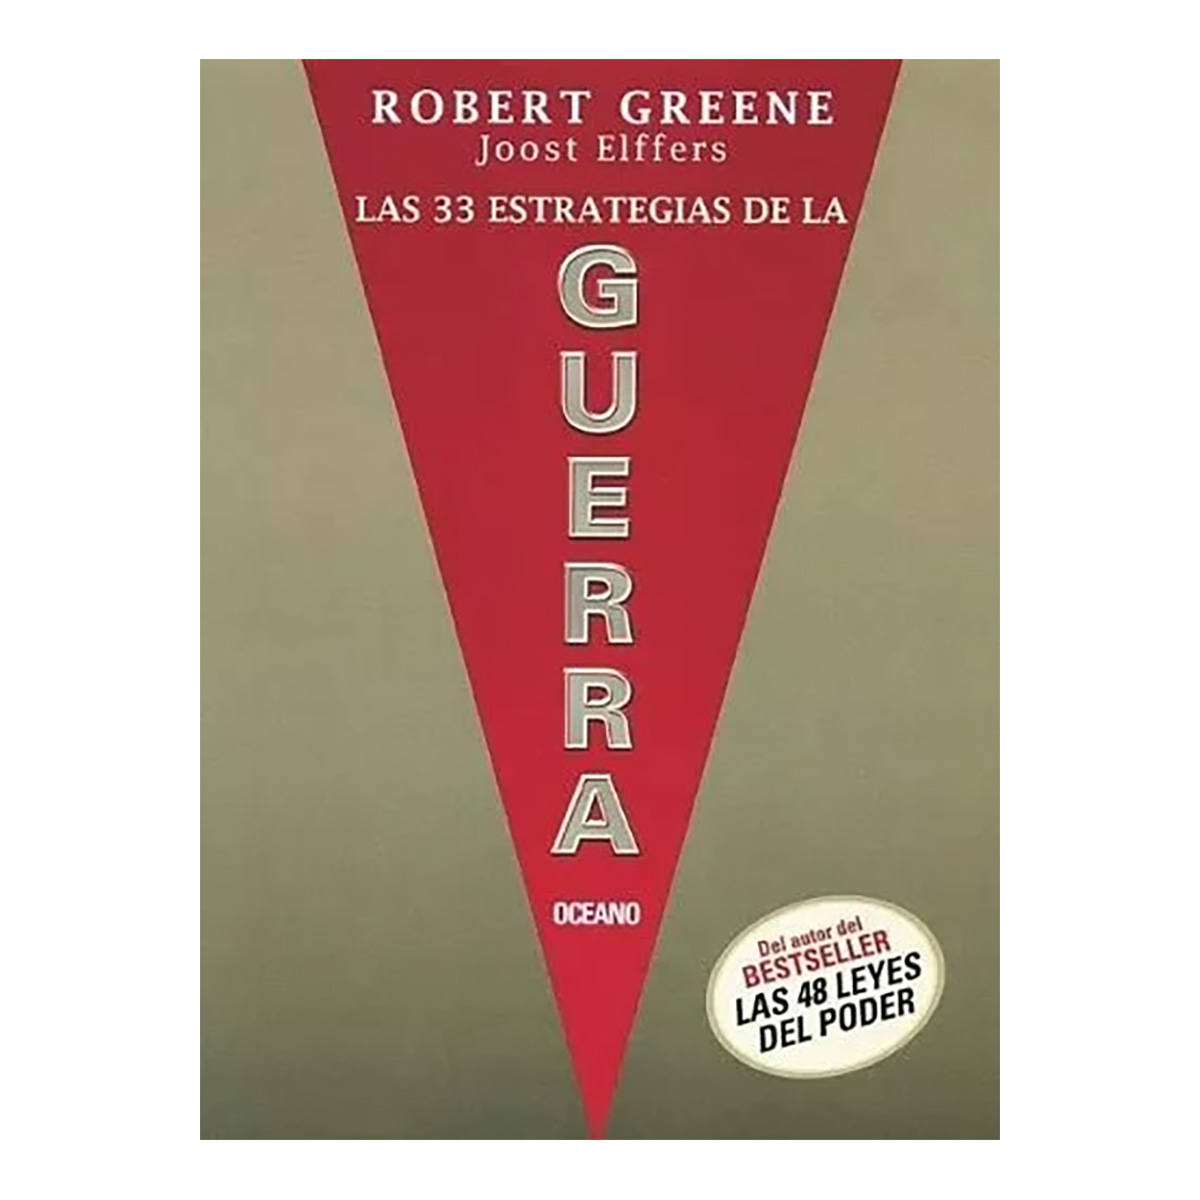 ROBERT GREENE
Joost Elffers
LAS 33 ESTRATEGIAS DE LA
GUERRA
OCEANO
Del autor del
BESTSELLER
LAS 48 LEYES
DEL PODER